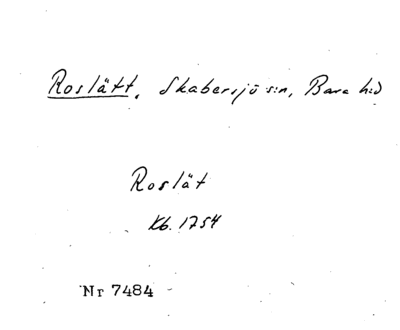 Roslätt, Skabersjö s:n, Bara h:d
Roslät
Kb. 1754
Nr 7484